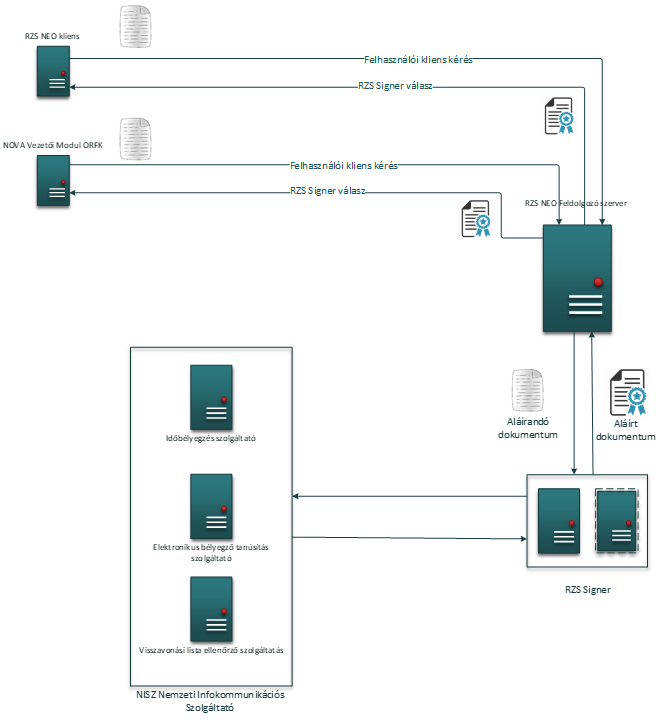 RZS NEO kliens
Felhasználói kliens kérés
RZS Signer válasz
NOVA Vezetői Modul ORFK
Felhasználói kliens kérés
RZS Signer válasz
RZS NEO Feldolgozószerver
Aláírandó
dokumentum
Aláírt
dokumentum
Időbélyegzés szolgáltató
Elektronikus bélyegző tanúsítás
szolgáltató
Visszavonási lista ellenőrző szolgáltatás
RZS Signer
NISZ Nemzeti Infokommunikációs
Szolgáltató